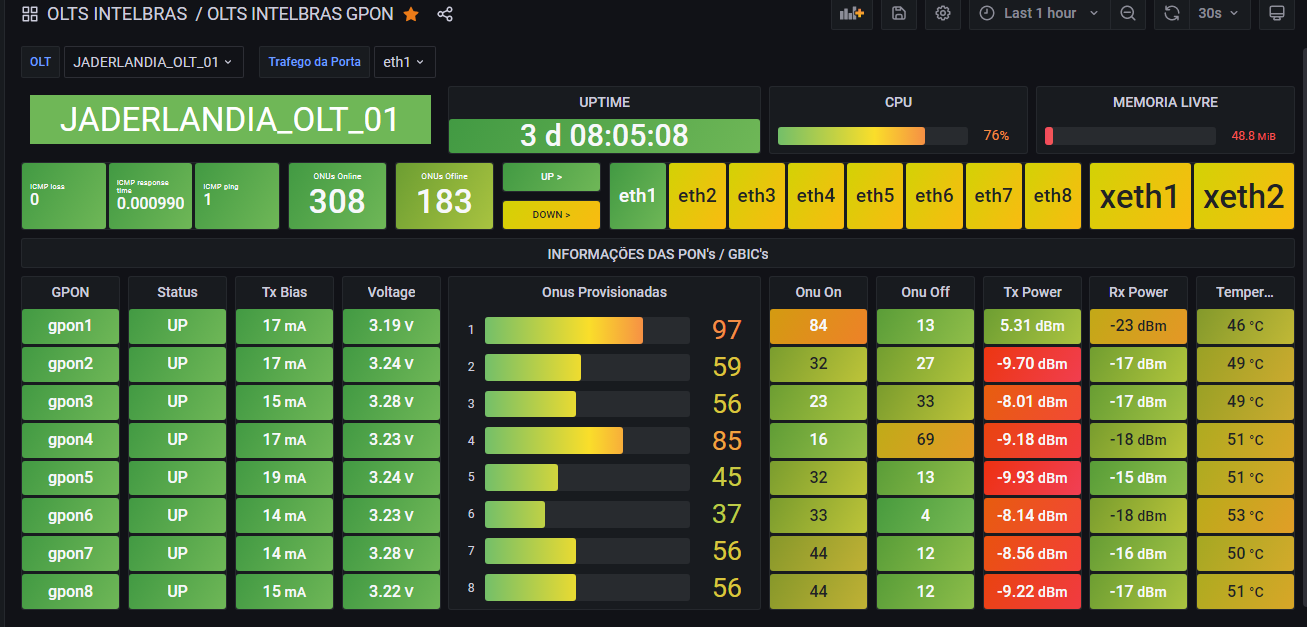 OLTS INTELBRAS / OLTS INTELBRAS GPON
Last 1 hour
30s
OLT JADERLANDIA_OLT_01 Trafego da Porta eth1
JADERLANDIA_OLT_01
UPTIME
3 d 08:05:08
CPU
76%
MEMORIA LIVRE
48.8 MiB
ICMP loss
0
ICMP response
time
0.000990
ICMP ping
1
ONUs Online
308
ONUs Ofline
183
UP >
DOWN >
eth1 eth2 eth3 eth4 eth5 eth6 eth7 eth8 xeth1 xeth2
INFORMAÇÕES DAS PON's / GBIC's
GPON Status Tx Bias Voltage Onus Provisionadas Onu On Onu Off Tx Power Rx Power Temper...
gpon1 UP 17 mA 3.19 V 1 97 84 13 5.31 dBm -23 dBm 46 °C
gpon2 UP 17 mA 3.24 V 2 59 32 27 -9.70 dBm -17 dBm 49 °C
gpon3 UP 15 mA 3.28 V 3 56 23 33 -8.01 dBm -17 dBm 49 °C
gpon4 UP 17 mA 3.23 V 4 85 16 69 -9.18 dBm -18 dBm 51 °C
gpon5 UP 19 mA 3.24 V 5 45 32 13 -9.93 dBm -15 dBm 51 °C
gpon6 UP 14 mA 3.23 V 6 37 33 4 -8.14 dBm -18 dBm 53 °C
gpon7 UP 14 mA 3.28 V 7 56 44 12 -8.56 dBm -16 dBm 50 °C
gpon8 UP 15 mA 3.22 V 8 56 44 12 -9.22 dBm -17 dBm 51 °C